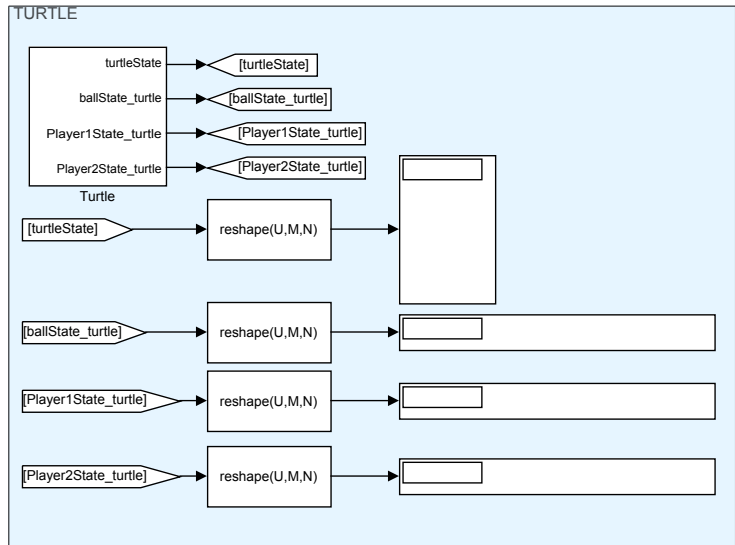 TURTLE
turtleState
[turtleState]
ballState_turtle
[ballState_turtle]
Player1State_turtle
[Player1State_turtle]
Player2State_turtle
[Player2State_turtle]
Turtle
[turtleState]
reshape(U,M,N)
[ballState_turtle]
reshape(U,M,N)
[Player1State_turtle]
reshape(U,M,N)
[Player2State_turtle]
reshape(U,M,N)